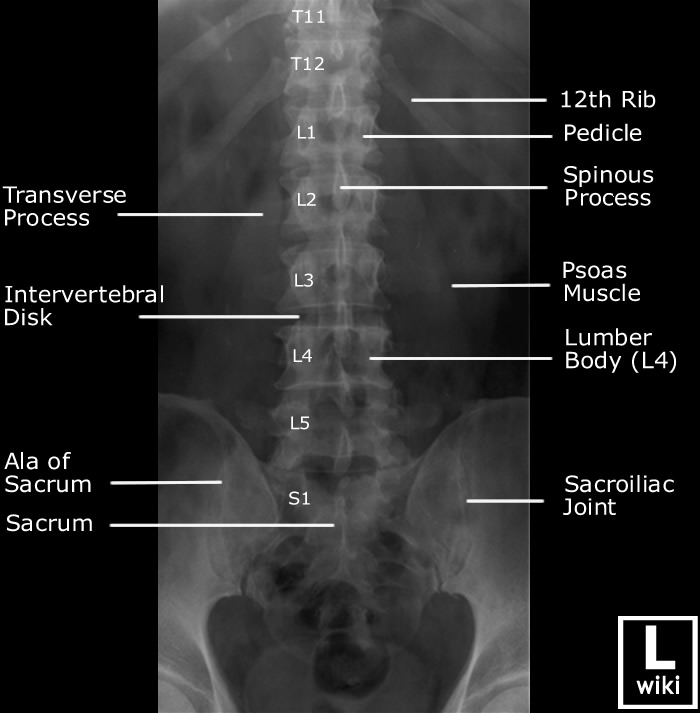 T11
T12
12th Rib
L1
Pedicle
Spinous
Process
Transverse
Process
L2
Psoas
Muscle
L3
Intervertebral
Disk
Lumber
Body (L4)
L4
L5
Ala of
Sacrum
Sacroiliac
Joint
S1
Sacrum
L
wiki